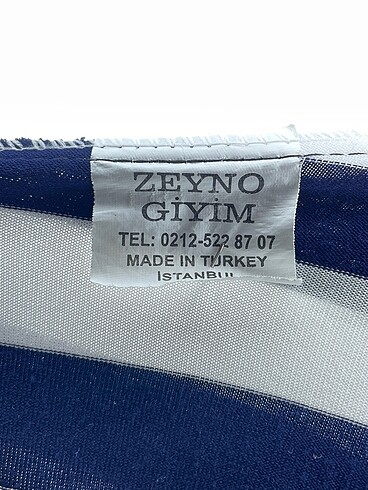 ZEYNO
GİYİM
TEL: 0212-522 87 07
MADE IN TURKEY
İSTANBUL